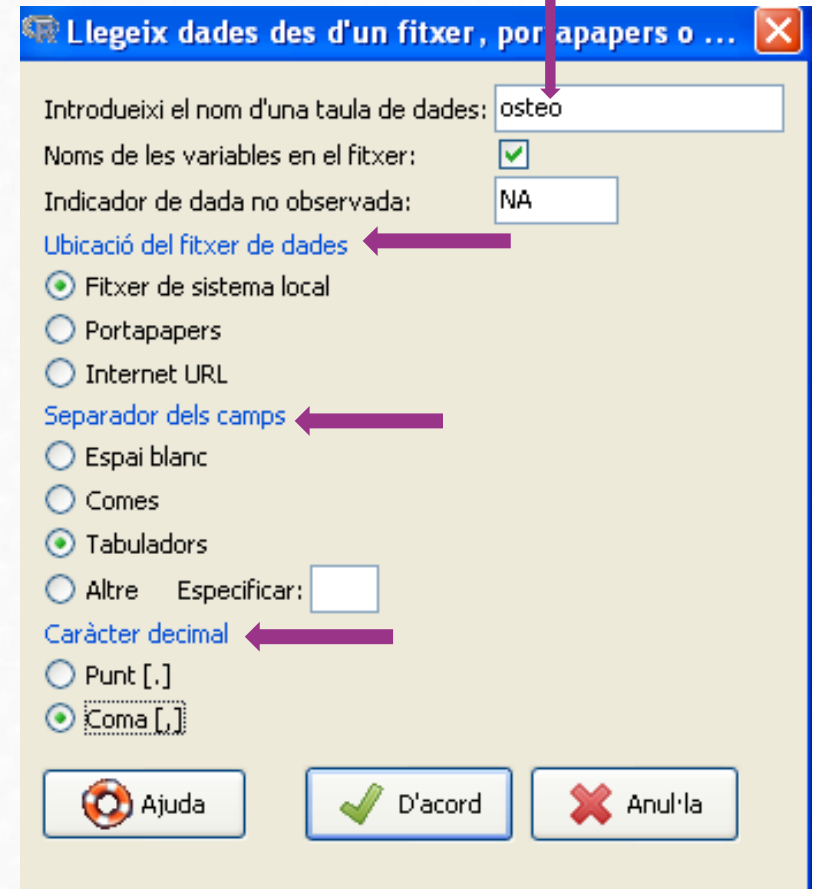 Llegeix dades des d'un fitxer, portapapers o ...
Introdueixi el nom d'una taula de dades: osteo
Noms de les variables en el fitxer:
Indicador de dada no observada: NA
Ubicació del fitxer de dades
Fitxer de sistema local
Portapapers
Internet URL
Separador dels camps
Espai blanc
Comes
Tabuladors
Altre Especificar:
Caràcter decimal
Punt [.]
Coma [,]
Ajuda D'acord Anul·la